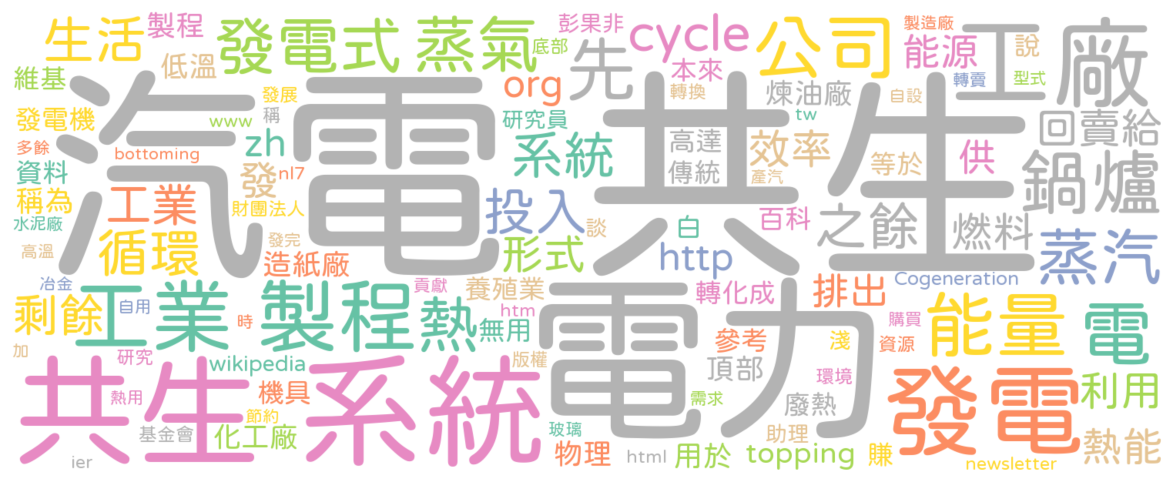 生活
製程
發電式
蒸氣
底部
彭果非
cycle
公司
製造廠
能源
說
工廠
維基
低溫
發展
org
先
本來
轉換
煉油廠
轉賣
自設
型式
汽電共生
發電機
www
稱
研究員
tw
回賣給
多餘
bottoming
zh
系統
高達
傳統
效率
等於
供
鍋爐
資料
發
nl7
產汽
稱為
工業
財團法人
投入
百科
之餘
燃料
水泥廠
循環
發完
形式
談
白
http
蒸汽
高溫
造紙廠
冶金
貢獻
養殖業
轉化成
排出
Cogeneration
剩餘
工業
製程
自用
時
熱
htm
無用
電力
購買
能量
電
加
研究
wikipedia
版權
參考
淺
資源
共生
系統
機具
頂部
環境
發電
利用
熱用
節約
需求
廢熱
基金會
化工廠
玻璃
助理
熱能
ier
物理
html
用於
topping
賺
newsletter